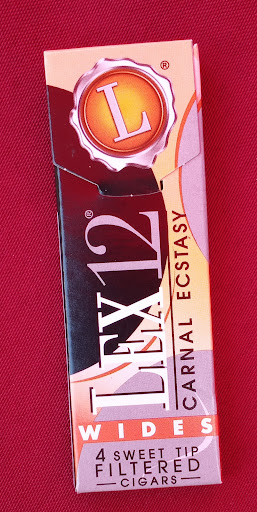 L®
LEX12®
CARNAL ECSTASY
WIDES
4 SWEET TIP
FILTERED
CIGARS